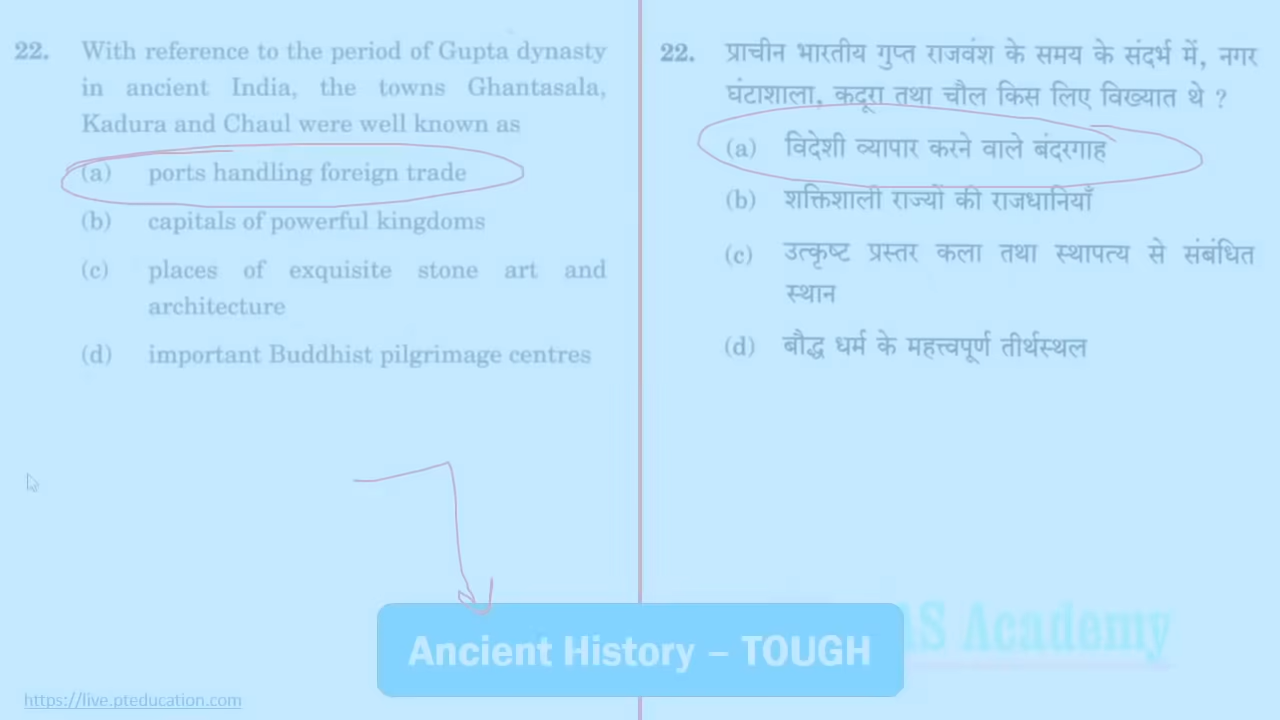 22. With reference to the period of Gupta dynasty
in ancient India, the towns Ghantasala,
Kadura and Chaul were well known as
(a) ports handling foreign trade
(b) capitals of powerful kingdoms
(c) places of exquisite stone art and
architecture
(d) important Buddhist pilgrimage centres
22. प्राचीन भारतीय गुप्त राजवंश के समय के संदर्भ में, नगर
घंटाशाला, कदूरा तथा चौल किस लिए विख्यात थे ?
(a) विदेशी व्यापार करने वाले बंदरगाह
(b) शक्तिशाली राज्यों की राजधानियाँ
(c) उत्कृष्ट प्रस्तर कला तथा स्थापत्य से संबंधित
स्थान
(d) बौद्ध धर्म के महत्त्वपूर्ण तीर्थस्थल
Ancient History – TOUGH
Academy
https://live.pteducation.com